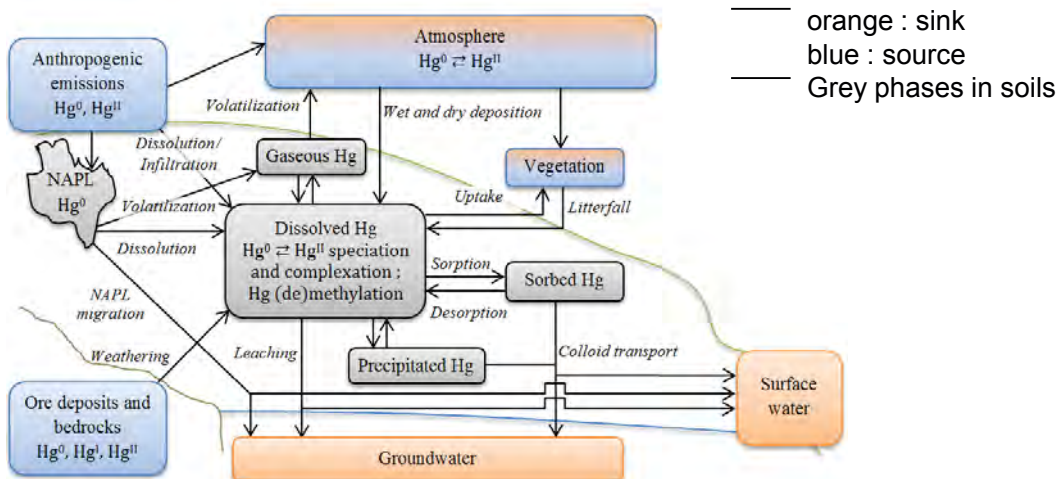 orange : sink
blue : source
Grey phases in soils
Atmosphere
Hg⁰ ⇄ Hgᴵᴵ
Anthropogenic
emissions
Hg⁰, Hgᴵᴵ
Volatilization
Wet and dry deposition
Dissolution/
Infiltration
Gaseous Hg
Vegetation
NAPL
Hg⁰
Volatilization
Uptake
Litterfall
Dissolution
Dissolved Hg
Hg⁰ ⇄ Hgᴵᴵ speciation
and complexation :
Hg (de)methylation
Sorption
Sorbed Hg
Desorption
NAPL
migration
Weathering
Leaching
Precipitated Hg
Colloid transport
Ore deposits and
bedrocks
Hg⁰, Hgᴵ, Hgᴵᴵ
Surface
water
Groundwater